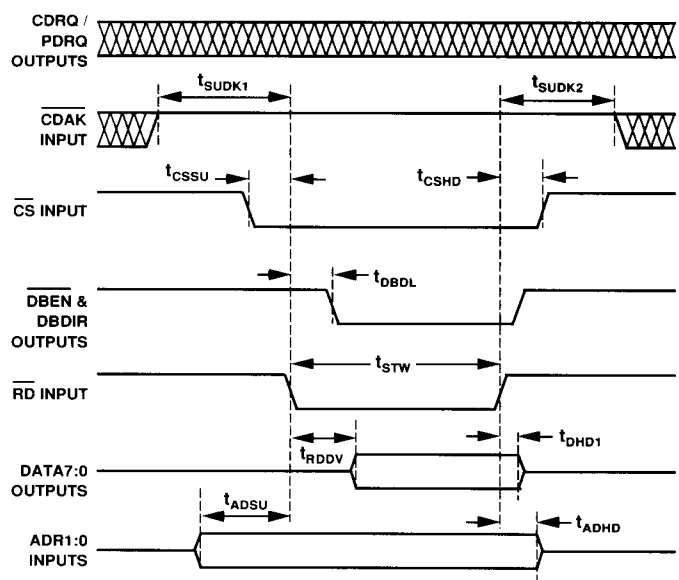 CDRQ /
PDRQ
OUTPUTS
tSUDK1
tSUDK2
CDAK
INPUT
tCSSU
tCSHD
CS INPUT
tDBDL
DBEN &
DBDIR
OUTPUTS
tSTW
RD INPUT
tRDDV
tDHD1
DATA7:0
OUTPUTS
tADSU
tADHD
ADR1:0
INPUTS